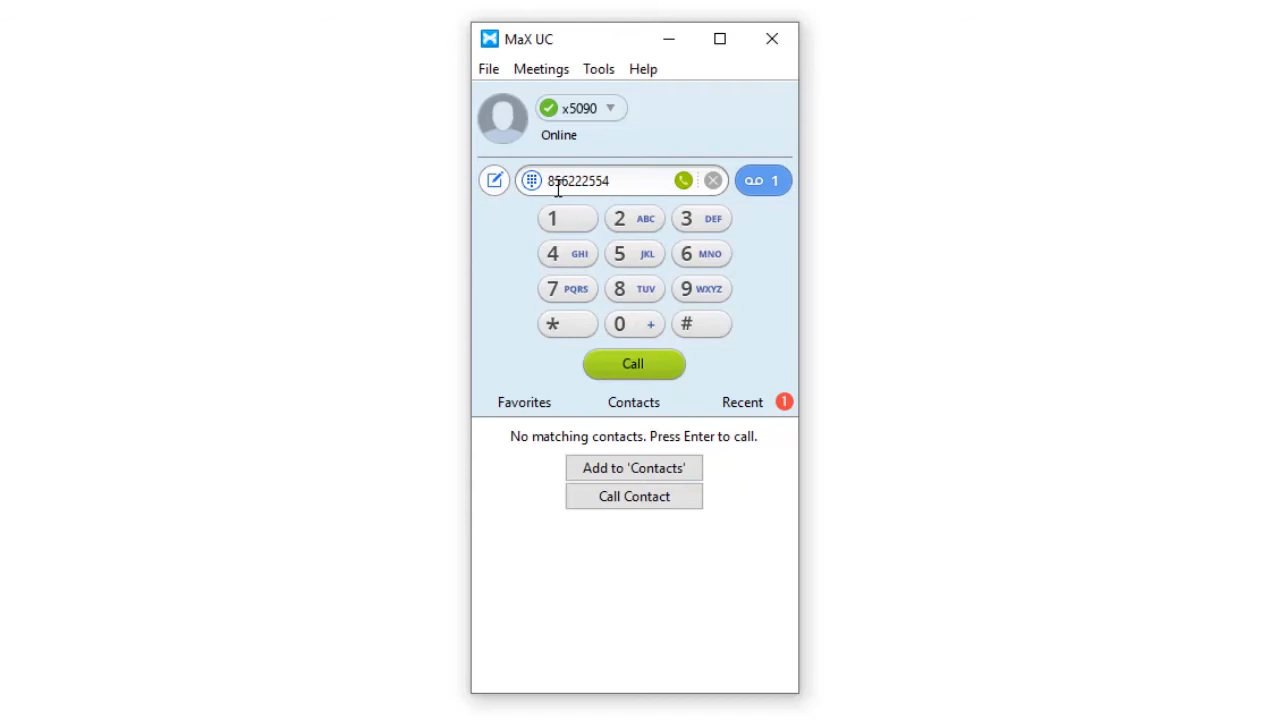 MaX UC
File Meetings Tools Help
x5090
Online
856222554
1
1
2 ABC
3 DEF
4 GHI
5 JKL
6 MNO
7 PQRS
8 TUV
9 WXYZ
*
0 +
#
Call
Favorites Contacts Recent 1
No matching contacts. Press Enter to call.
Add to 'Contacts'
Call Contact